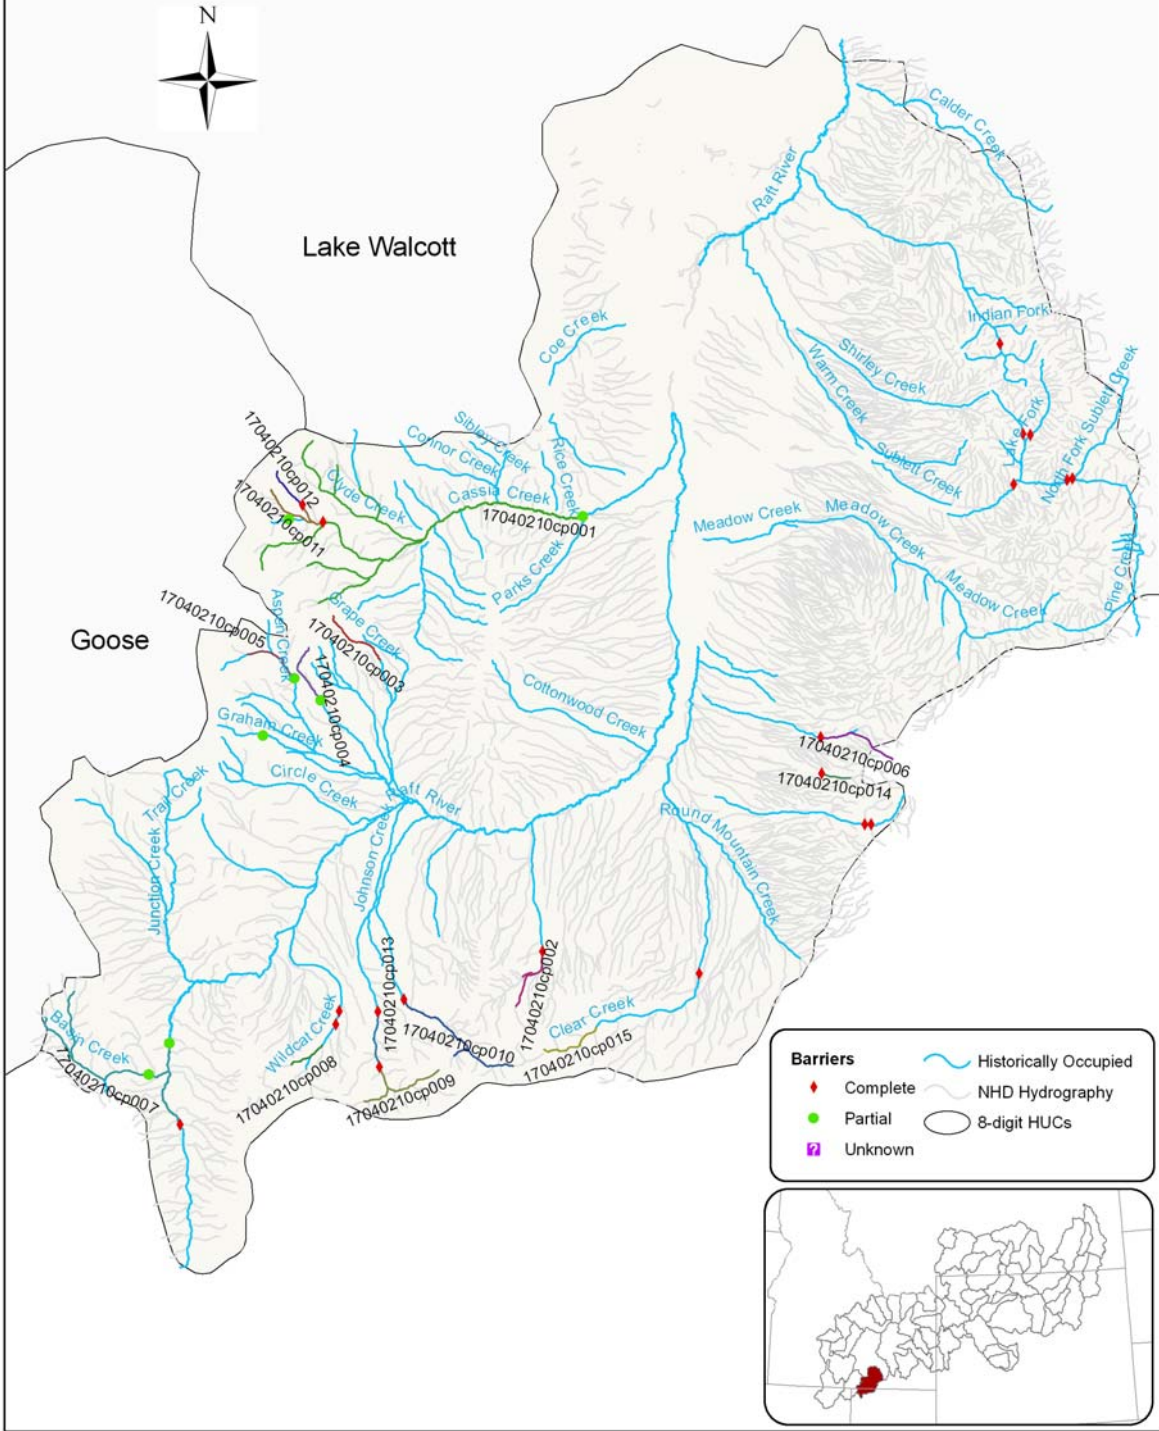 N
Calder Creek
Raft River
Lake Walcott
Indian Fork
Coe Creek
Shirley Creek
Warm Creek
Lake Fork
North Fork Sublett Creek
Sublett Creek
17040210cp012
Sibley Creek
Connor Creek
Rice Creek
Clyde Creek
Cassia Creek
17040210cp001
17040210cp011
Meadow Creek
Meadow Creek
Meadow Creek
Pine Creek
Parks Creek
17040210cp005
Aspen Creek
Grape Creek
17040210cp003
Goose
17040210cp004
Cottonwood Creek
Graham Creek
17040210cp006
17040210cp014
Circle Creek
Trail Creek
Raft River
Round Mountain Creek
Junction Creek
Johnson Creek
17040210cp013
17040210cp002
Clear Creek
17040210cp010
17040210cp015
Wildcat Creek
17040210cp008
17040210cp009
Basin Creek
17040210cp007
Barriers
Complete
Partial
? Unknown
Historically Occupied
NHD Hydrography
8-digit HUCs